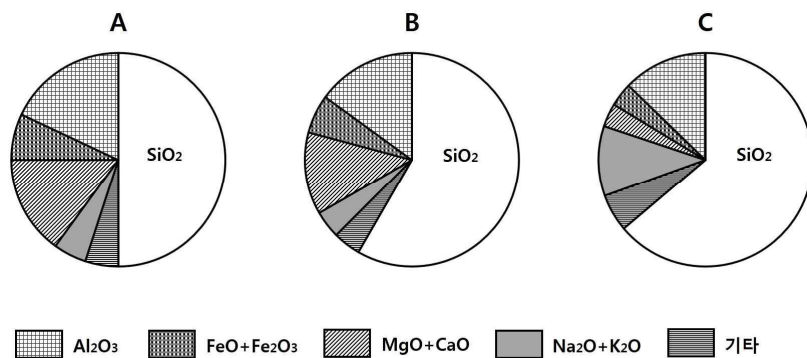 A B C
SiO₂ SiO₂ SiO₂
Al₂O₃ FeO+Fe₂O₃ MgO+CaO Na₂O+K₂O 기타